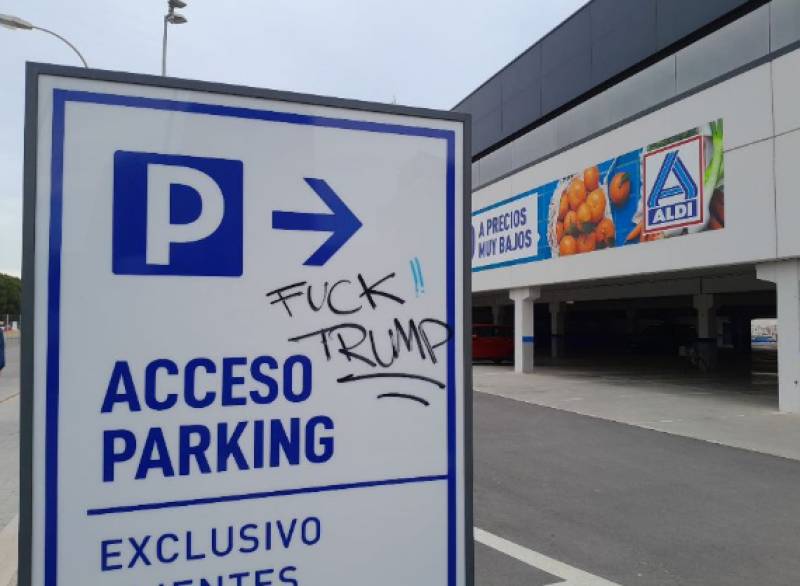 P
A PRECIOS
MUY BAJOS
ALDI
FUCK !!
TRUMP
ACCESO
PARKING
EXCLUSIVO